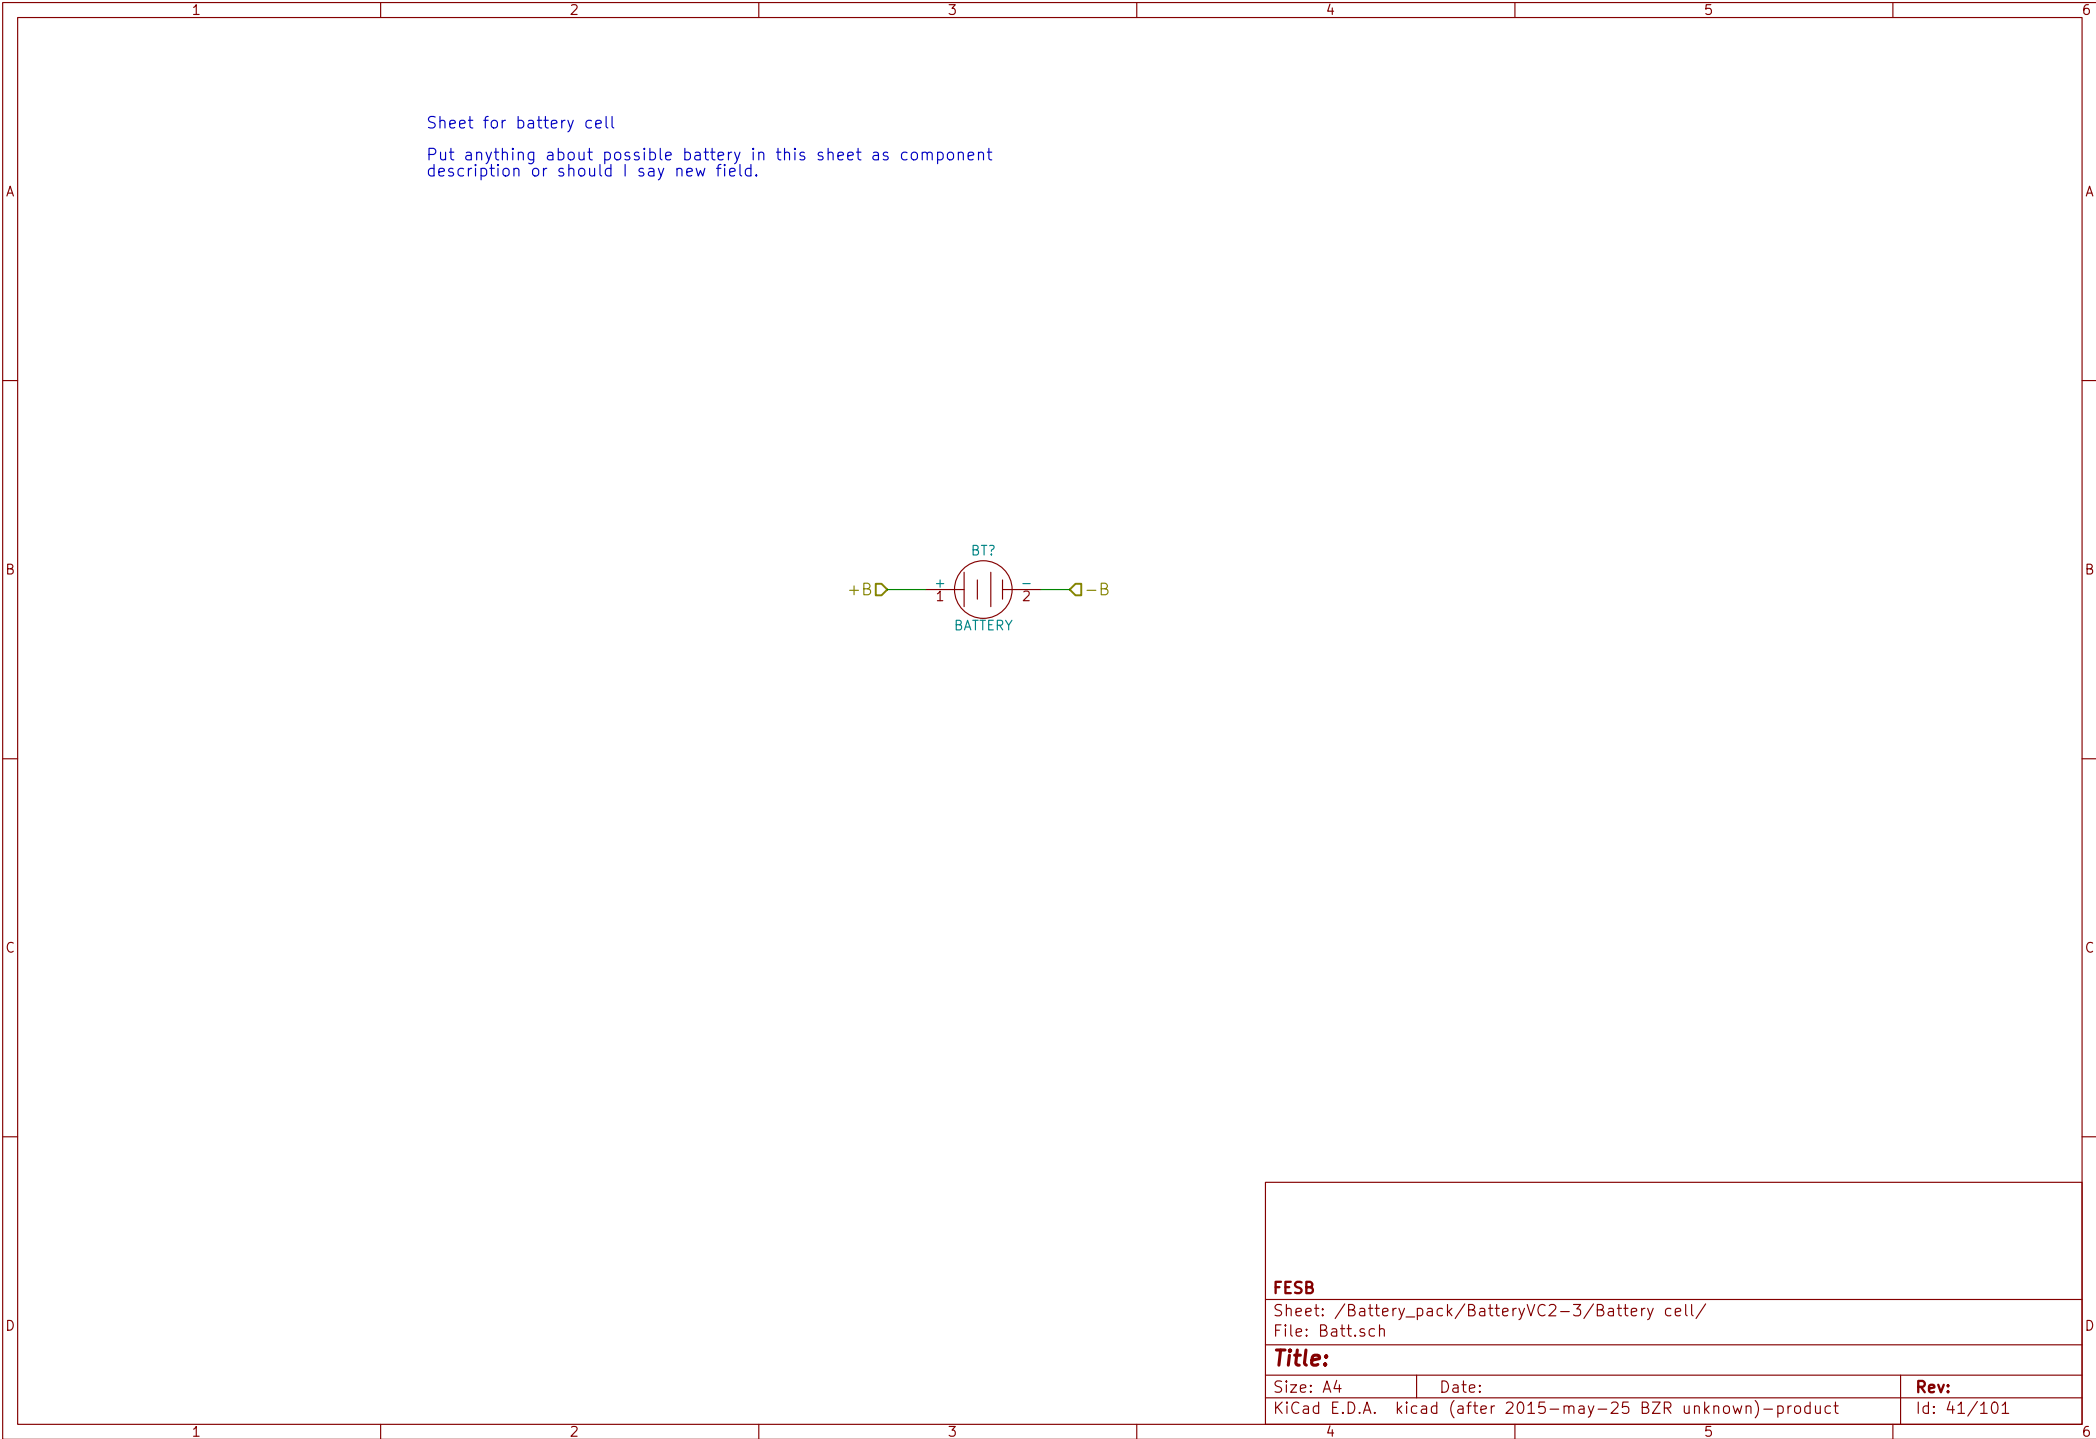 1 2 3 4 5 6
Sheet for battery cell
Put anything about possible battery in this sheet as component
description or should I say new field.
A A
BT?
B B
+B + 1 - 2 -B
BATTERY
C C
FESB
Sheet: /Battery_pack/BatteryVC2-3/Battery cell/
File: Batt.sch
D D
Title:
Size: A4 Date: Rev:
KiCad E.D.A. kicad (after 2015-may-25 BZR unknown)-product Id: 41/101
1 2 3 4 5 6